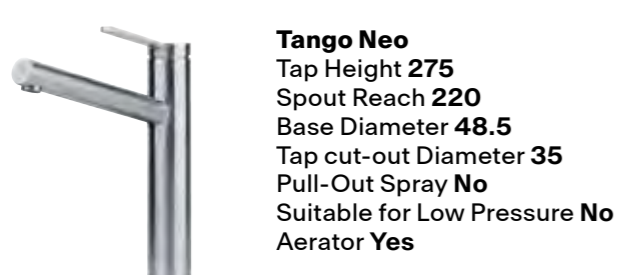 Tango Neo
Tap Height 275
Spout Reach 220
Base Diameter 48.5
Tap cut-out Diameter 35
Pull-Out Spray No
Suitable for Low Pressure No
Aerator Yes